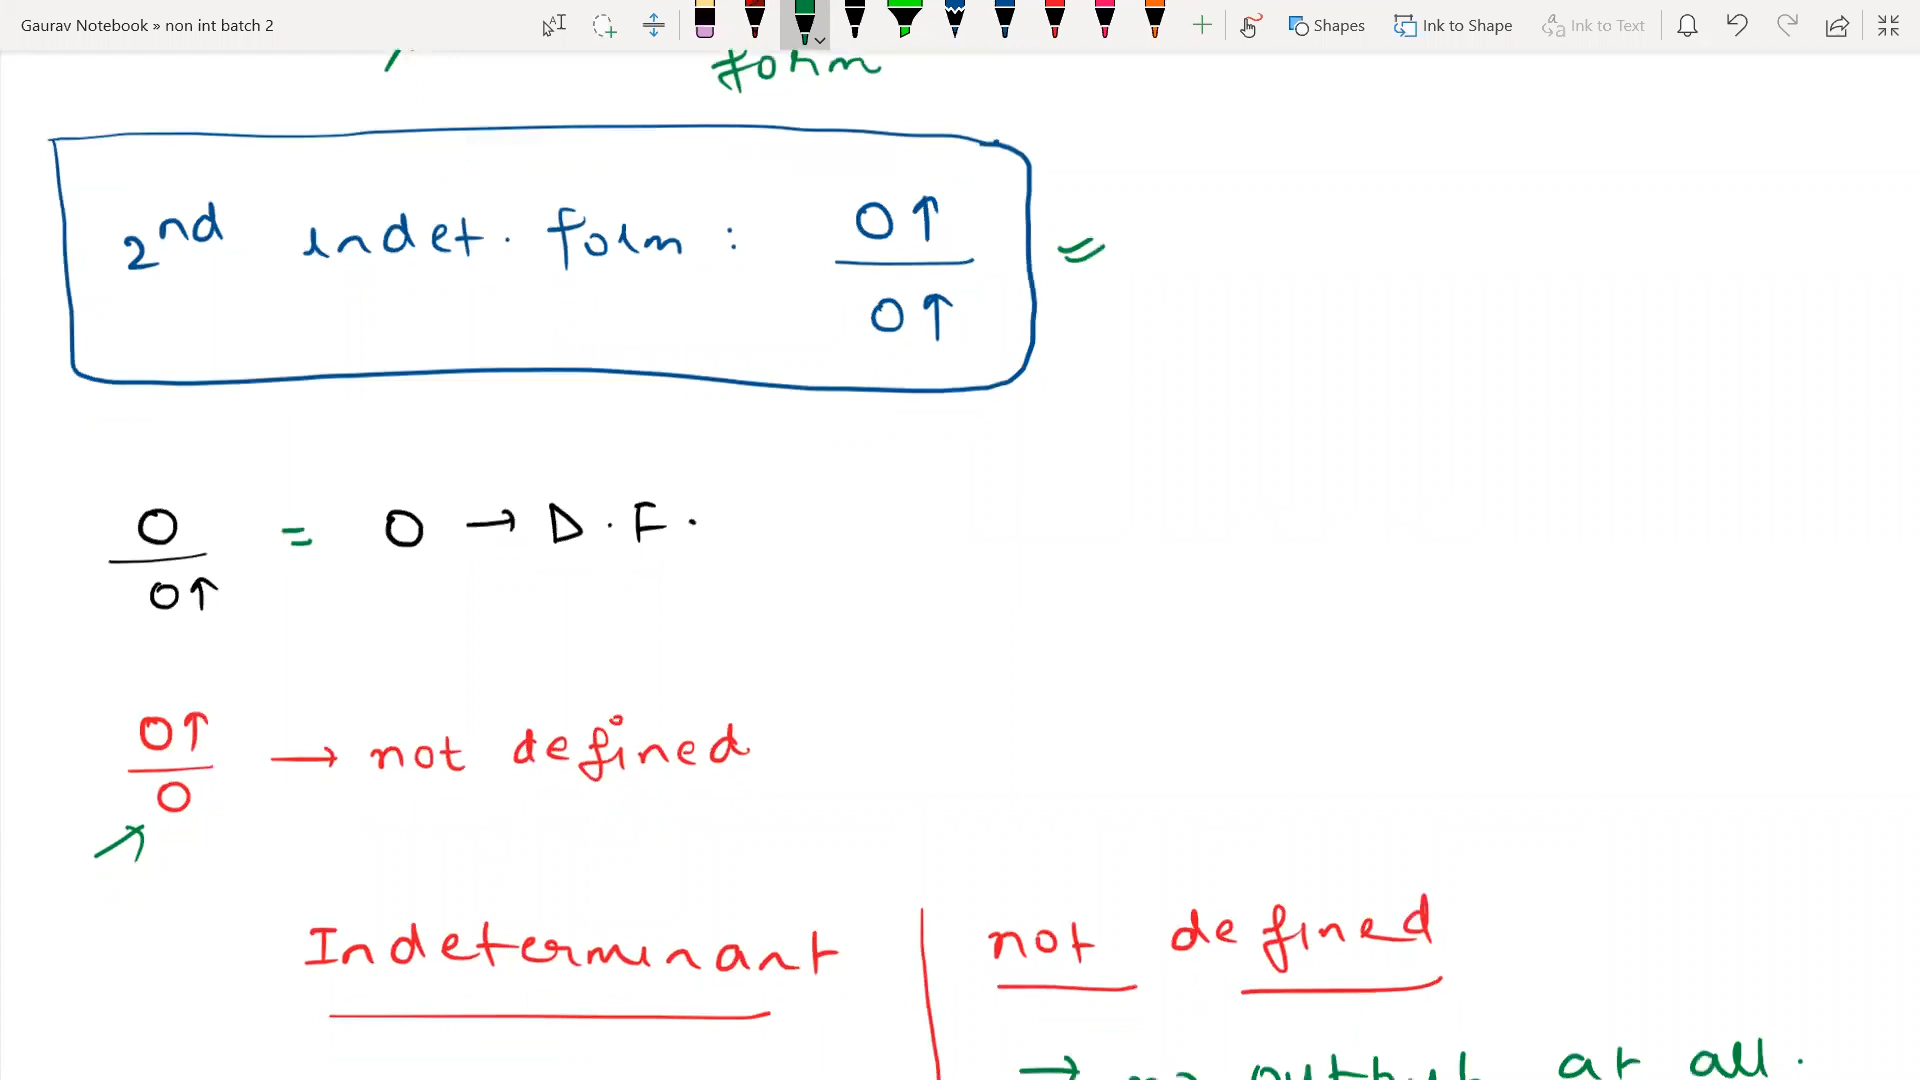 Gaurav Notebook » non int batch 2
Shapes
Ink to Shape
Ink to Text
form
2nd indet. form : 0↑
0↑
0
0↑
= 0 → D.F.
0↑
0
→ not defined
Indeterminant
not defined
→ no output at all.